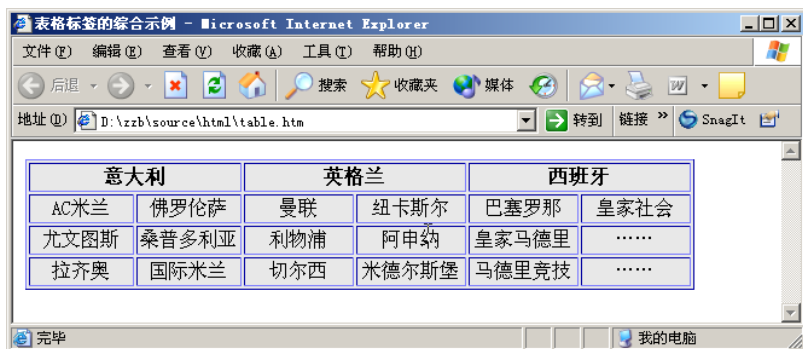 表格标签的综合示例 - Microsoft Internet Explorer
文件(F) 编辑(E) 查看(V) 收藏(A) 工具(T) 帮助(H)
后退 搜索 收藏夹 媒体
地址(D) D:\zzb\source\html\table.htm 转到 链接 » SnagIt
意大利 英格兰 西班牙
AC米兰 佛罗伦萨 曼联 纽卡斯尔 巴塞罗那 皇家社会
尤文图斯 桑普多利亚 利物浦 阿申纳 皇家马德里 ……
拉齐奥 国际米兰 切尔西 米德尔斯堡 马德里竞技 ……
完毕 我的电脑